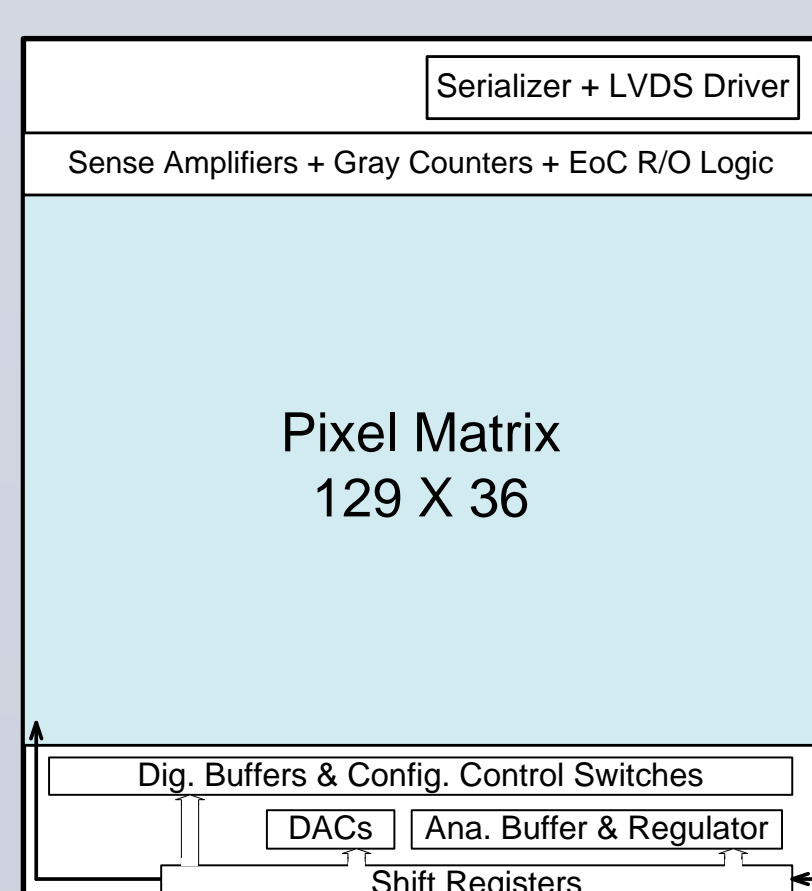 Serializer + LVDS Driver
Sense Amplifiers + Gray Counters + EoC R/O Logic
Pixel Matrix
129 X 36
Dig. Buffers & Config. Control Switches
DACs
Ana. Buffer & Regulator
Shift Registers